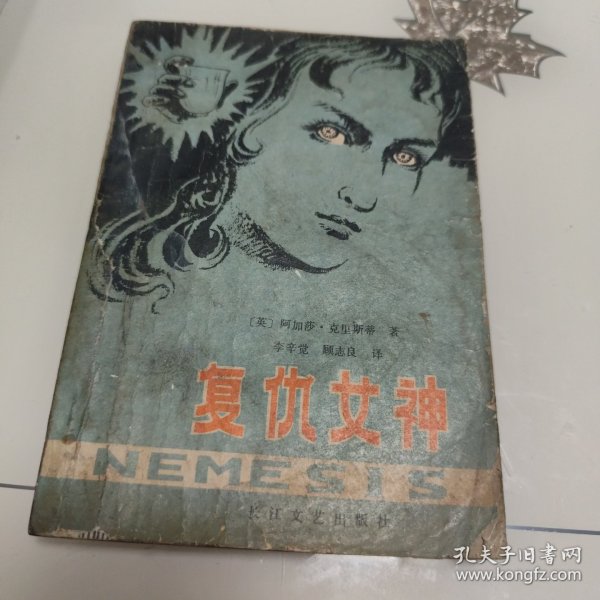 〔英〕阿加莎·克里斯蒂 著
李辛觉 顾志良 译
复仇女神
NEMESIS
长江文艺出版社
孔夫子旧书网
www.kongfz.com